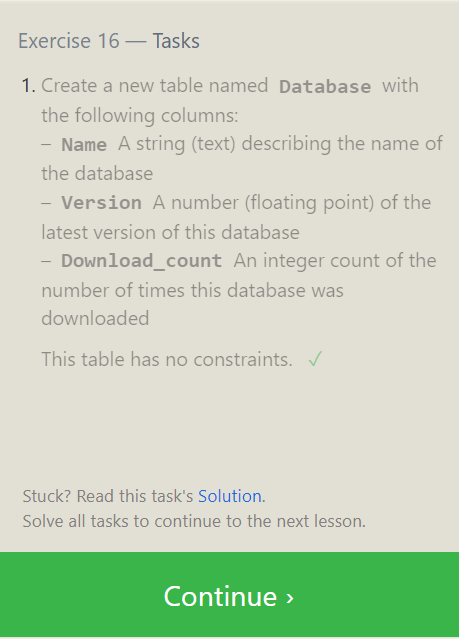 Exercise 16 — Tasks
1. Create a new table named Database with
the following columns:
– Name A string (text) describing the name of
the database
– Version A number (floating point) of the
latest version of this database
– Download_count An integer count of the
number of times this database was
downloaded
This table has no constraints. ✓
Stuck? Read this task's Solution.
Solve all tasks to continue to the next lesson.
Continue ›